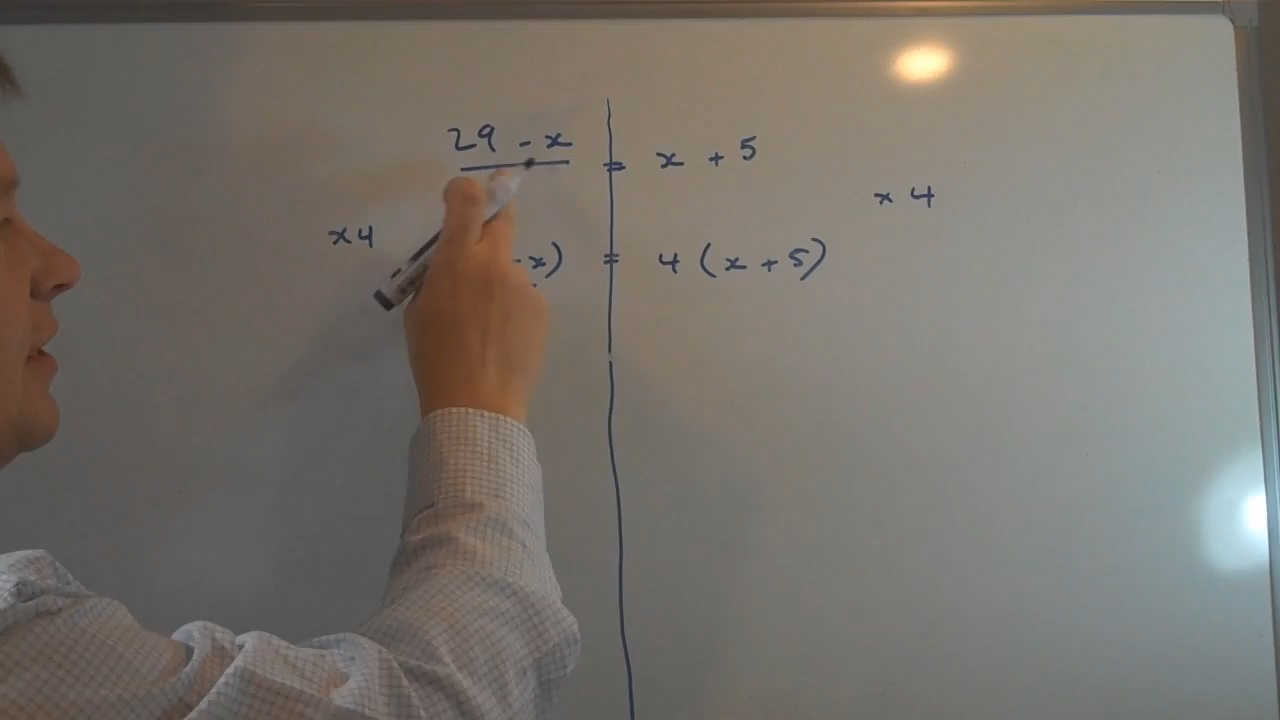 29 - x = x + 5
x 4
x4
- x) = 4 (x + 5)